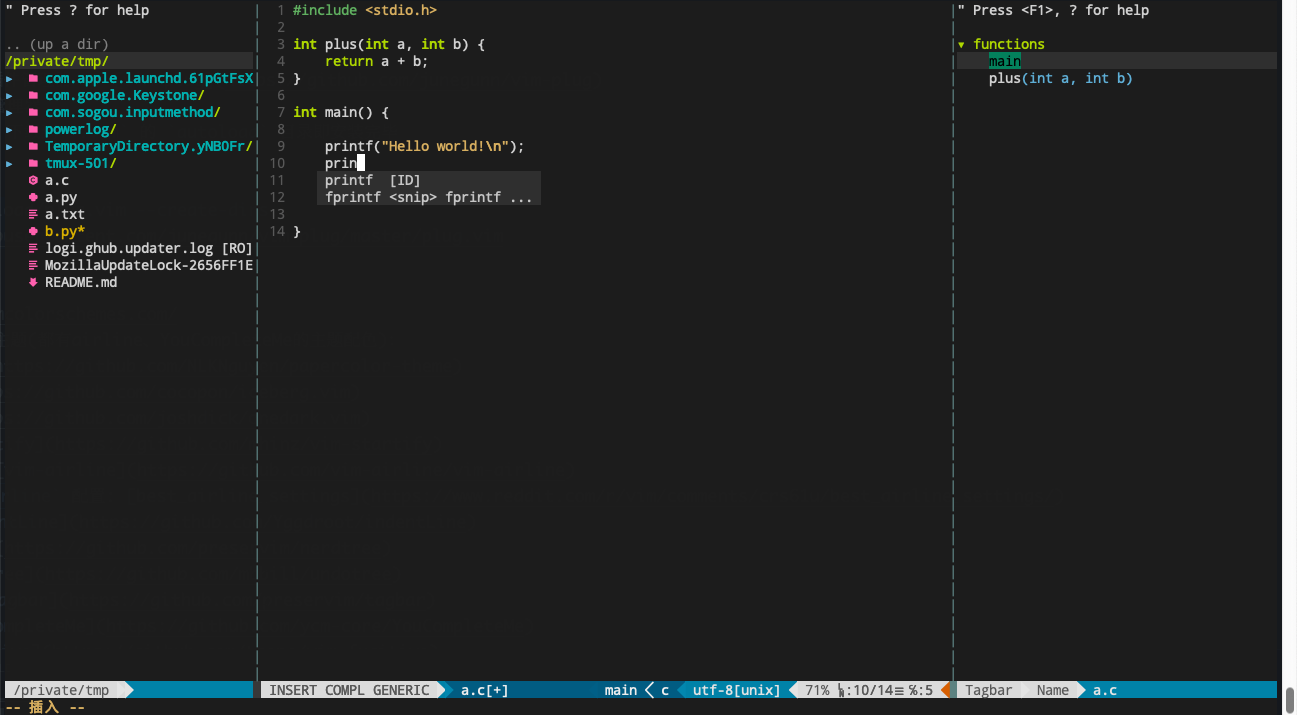 " Press ? for help
.. (up a dir)
/private/tmp/
▸ com.apple.launchd.61pGtFsX
▸ com.google.Keystone/
▸ com.sogou.inputmethod/
▸ powerlog/
▸ TemporaryDirectory.yNBOFr/
▸ tmux-501/
a.c
a.py
a.txt
b.py*
logi.ghub.updater.log [RO]
MozillaUpdateLock-2656FF1E
README.md
/private/tmp
1 #include <stdio.h>
2
3 int plus(int a, int b) {
4     return a + b;
5 }
6
7 int main() {
8
9     printf("Hello world!\n");
10     prin
11     printf  [ID]
12     fprintf <snip> fprintf ...
13
14 }
INSERT COMPL GENERIC a.c[+] main < c utf-8[unix] 71% ㏑:10/14≡ ℅:5
" Press <F1>, ? for help
▾ functions
main
plus(int a, int b)
Tagbar Name a.c
-- 插入 --